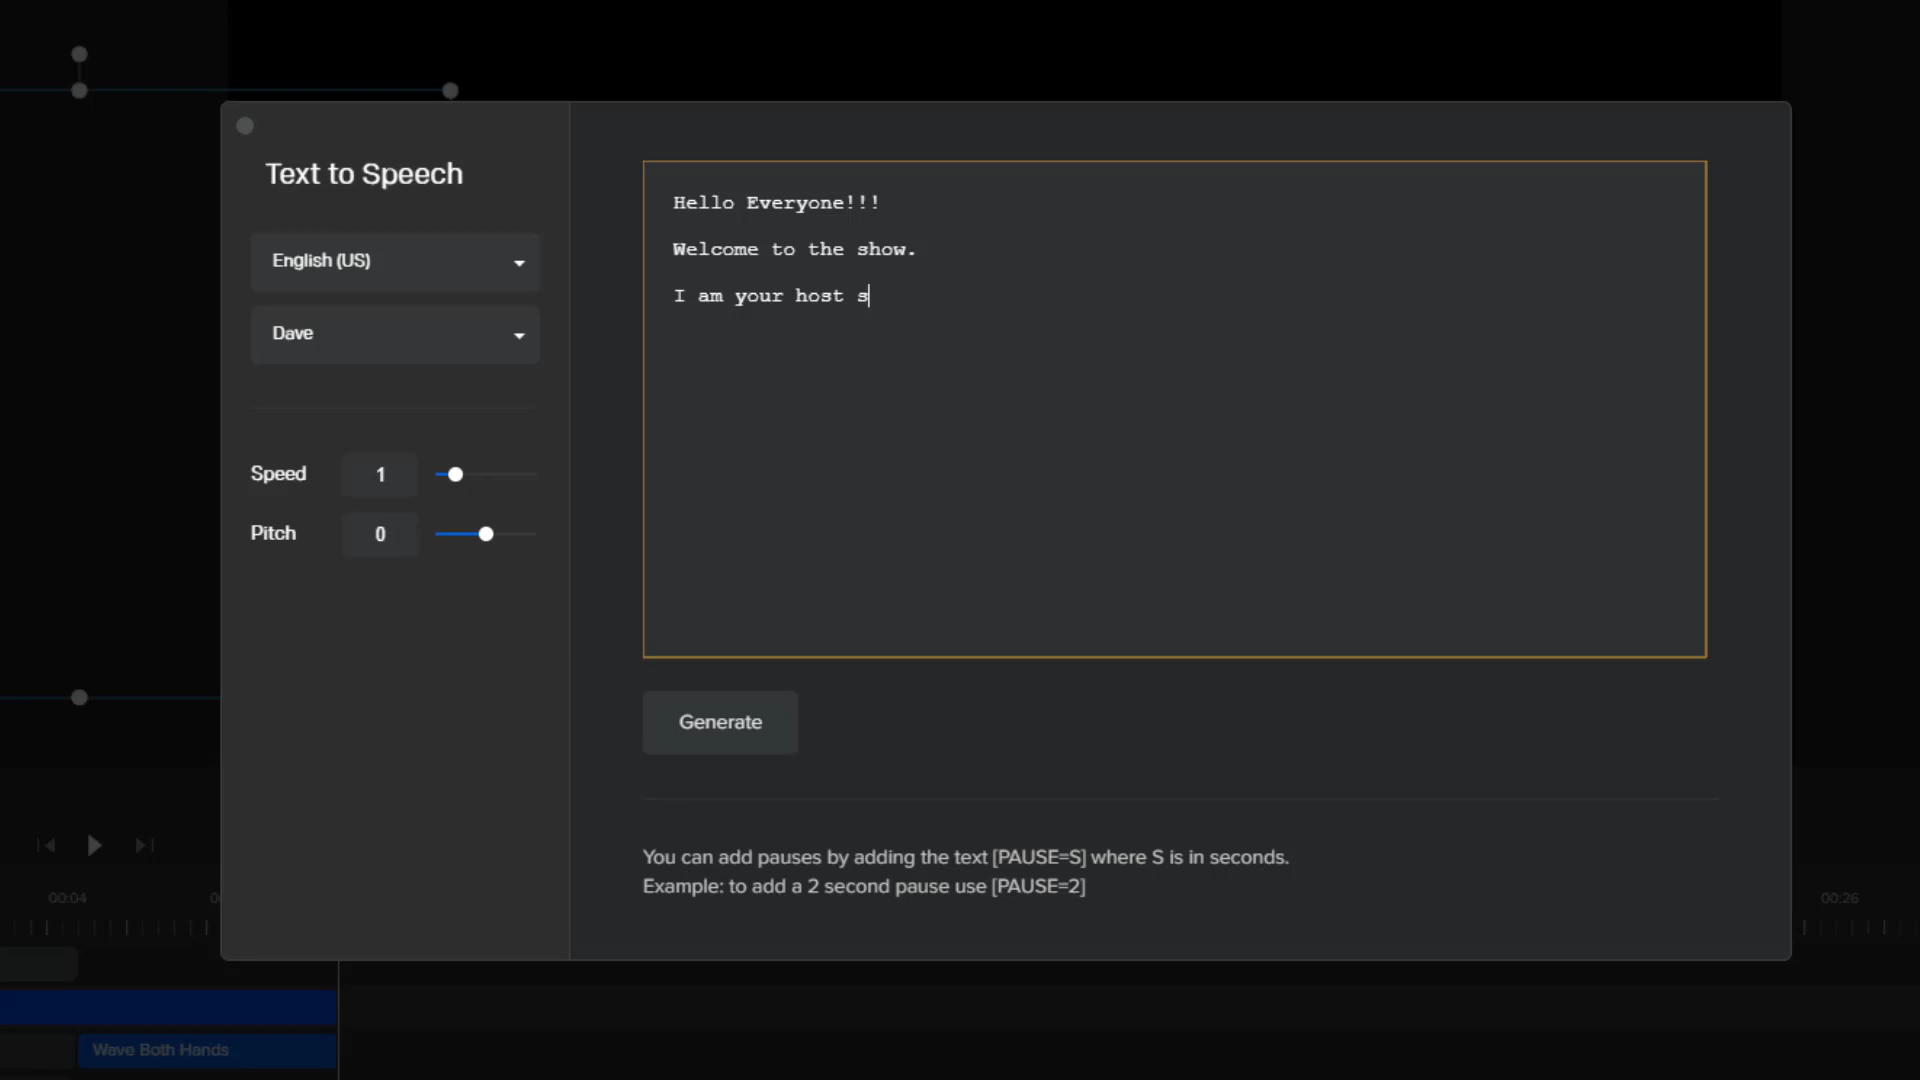 Text to Speech
English (US)
Dave
Speed 1
Pitch 0
Hello Everyone!!!
Welcome to the show.
I am your host s
Generate
You can add pauses by adding the text [PAUSE=S] where S is in seconds.
Example: to add a 2 second pause use [PAUSE=2]
00:04
00:26
Wave Both Hands